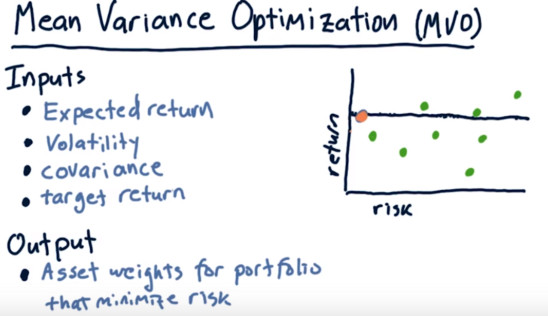 Mean Variance Optimization (MVO)
Inputs
• Expected return
• Volatility
• covariance
• target return
return
risk
Output
• Asset weights for portfolio
that minimize risk